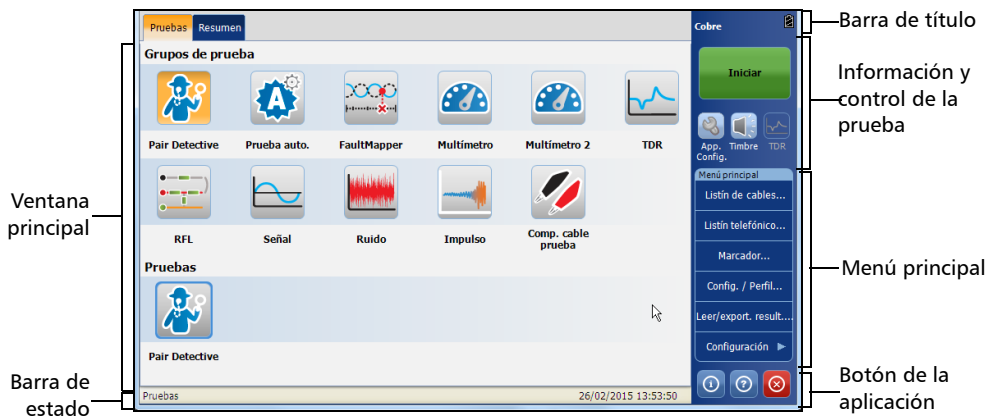 Pruebas Resumen
Grupos de prueba
Pair Detective
Prueba auto.
FaultMapper
Multímetro
Multímetro 2
TDR
RFL
Señal
Ruido
Impulso
Comp. cable
prueba
Pruebas
Pair Detective
Pruebas
26/02/2015 13:53:50
Cobre
Iniciar
App.
Config.
Timbre
TDR
Menú principal
Listín de cables...
Listín telefónico...
Marcador...
Config. / Perfil...
Leer/export. result....
Configuración
Ventana
principal
Barra de
estado
Barra de título
Información y
control de la
prueba
Menú principal
Botón de la
aplicación